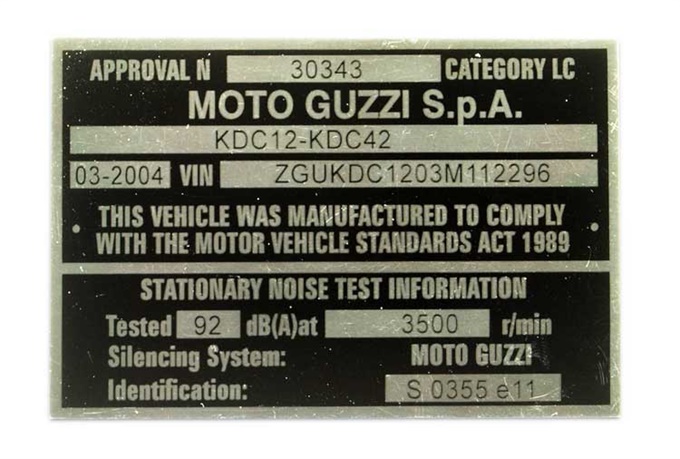 APPROVAL N 30343 CATEGORY LC
MOTO GUZZI S.p.A.
KDC12-KDC42
03-2004 VIN ZGUKDC1203M112296
THIS VEHICLE WAS MANUFACTURED TO COMPLY
WITH THE MOTOR VEHICLE STANDARDS ACT 1989
STATIONARY NOISE TEST INFORMATION
Tested 92 dB(A)at 3500 r/min
Silencing System: MOTO GUZZI
Identification: S 0355 e11